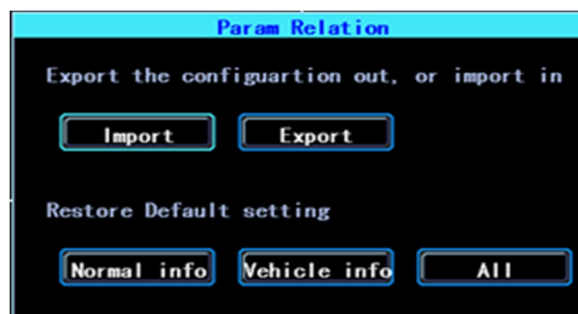 Param Relation
Export the configuartion out, or import in
Import Export
Restore Default setting
Normal info Vehicle info All